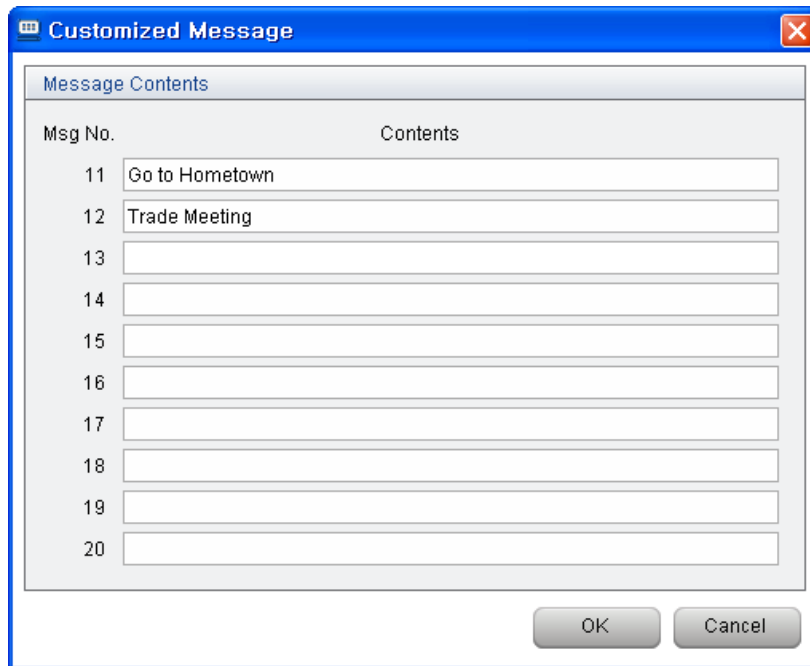 Customized Message
Message Contents
Msg No. Contents
11 Go to Hometown
12 Trade Meeting
13
14
15
16
17
18
19
20
OK Cancel